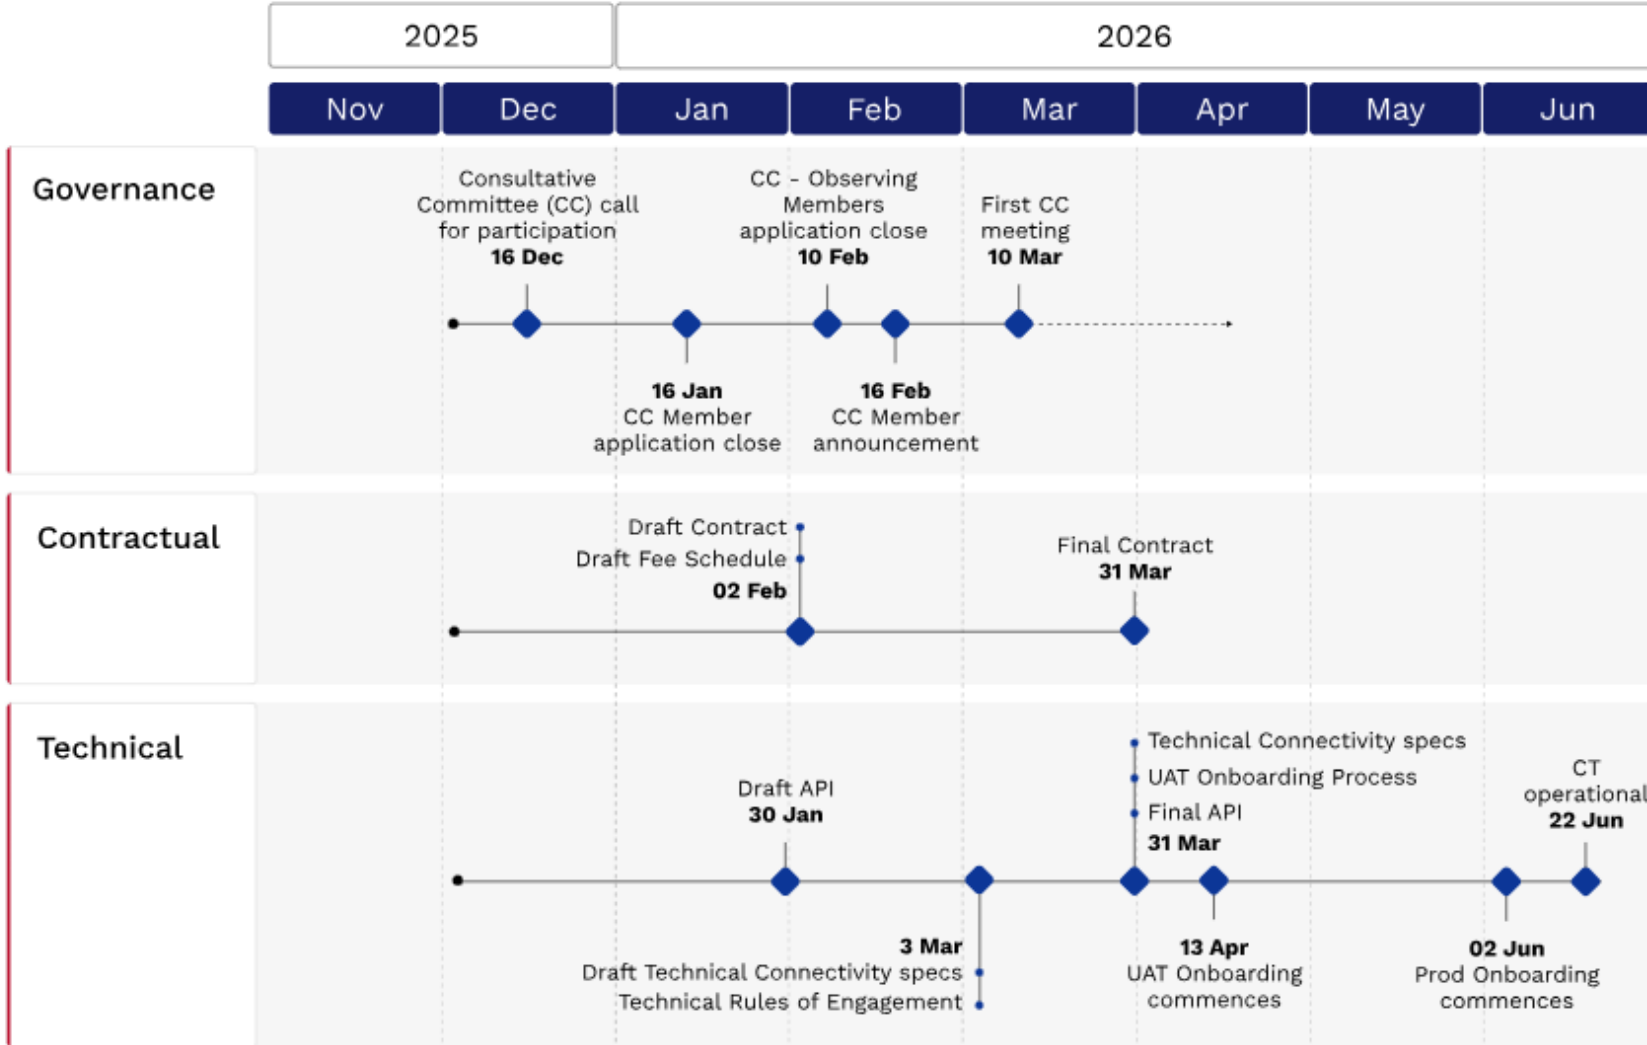 2025
2026
Nov
Dec
Jan
Feb
Mar
Apr
May
Jun
Governance
Consultative
Committee (CC) call
for participation
16 Dec
CC - Observing
Members
application close
10 Feb
First CC
meeting
10 Mar
16 Jan
CC Member
application close
16 Feb
CC Member
announcement
Contractual
Draft Contract
Draft Fee Schedule
02 Feb
Final Contract
31 Mar
Technical
Draft API
30 Jan
Technical Connectivity specs
UAT Onboarding Process
Final API
31 Mar
CT
operational
22 Jun
3 Mar
Draft Technical Connectivity specs
Technical Rules of Engagement
13 Apr
UAT Onboarding
commences
02 Jun
Prod Onboarding
commences